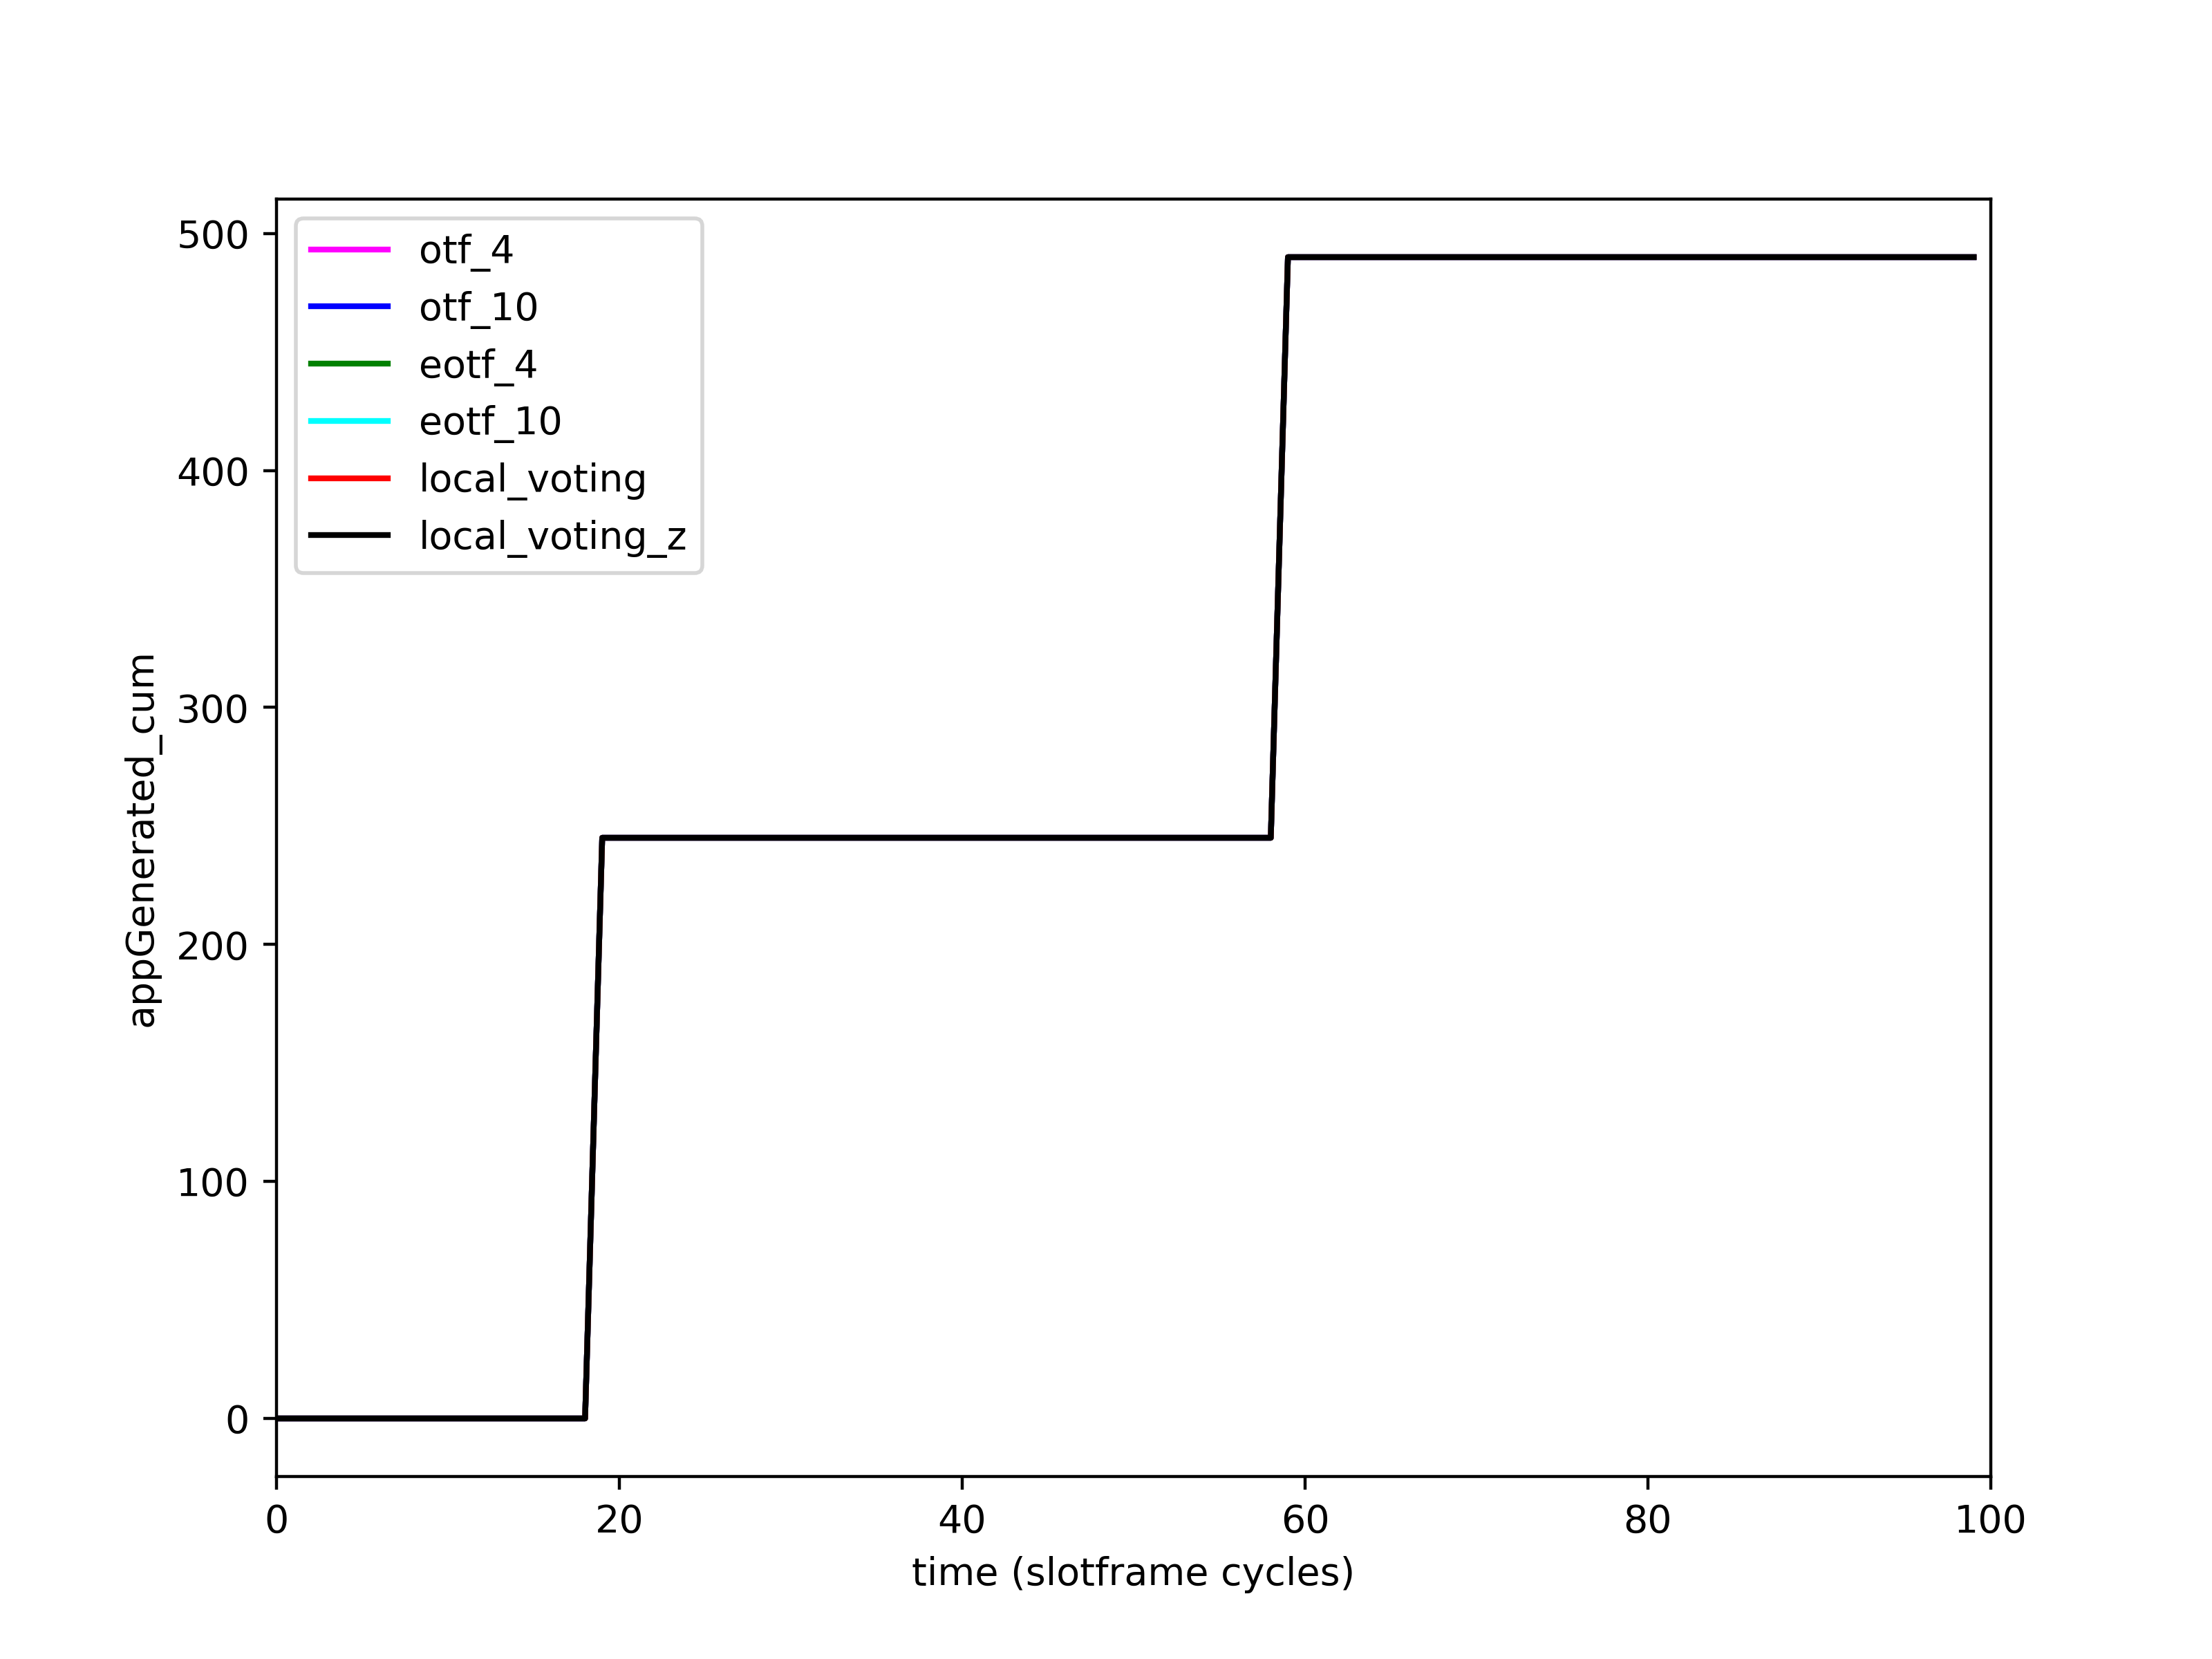 500
400
300
200
100
0
appGenerated_cum
otf_4
otf_10
eotf_4
eotf_10
local_voting
local_voting_z
0 20 40 60 80 100
time (slotframe cycles)